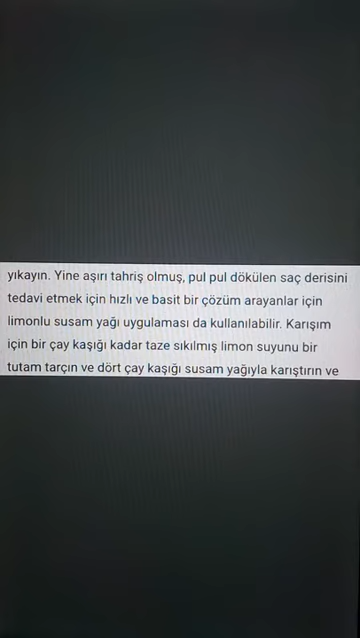 yıkayın. Yine aşırı tahriş olmuş, pul pul dökülen saç derisini
tedavi etmek için hızlı ve basit bir çözüm arayanlar için
limonlu susam yağı uygulaması da kullanılabilir. Karışım
için bir çay kaşığı kadar taze sıkılmış limon suyunu bir
tutam tarçın ve dört çay kaşığı susam yağıyla karıştırın ve